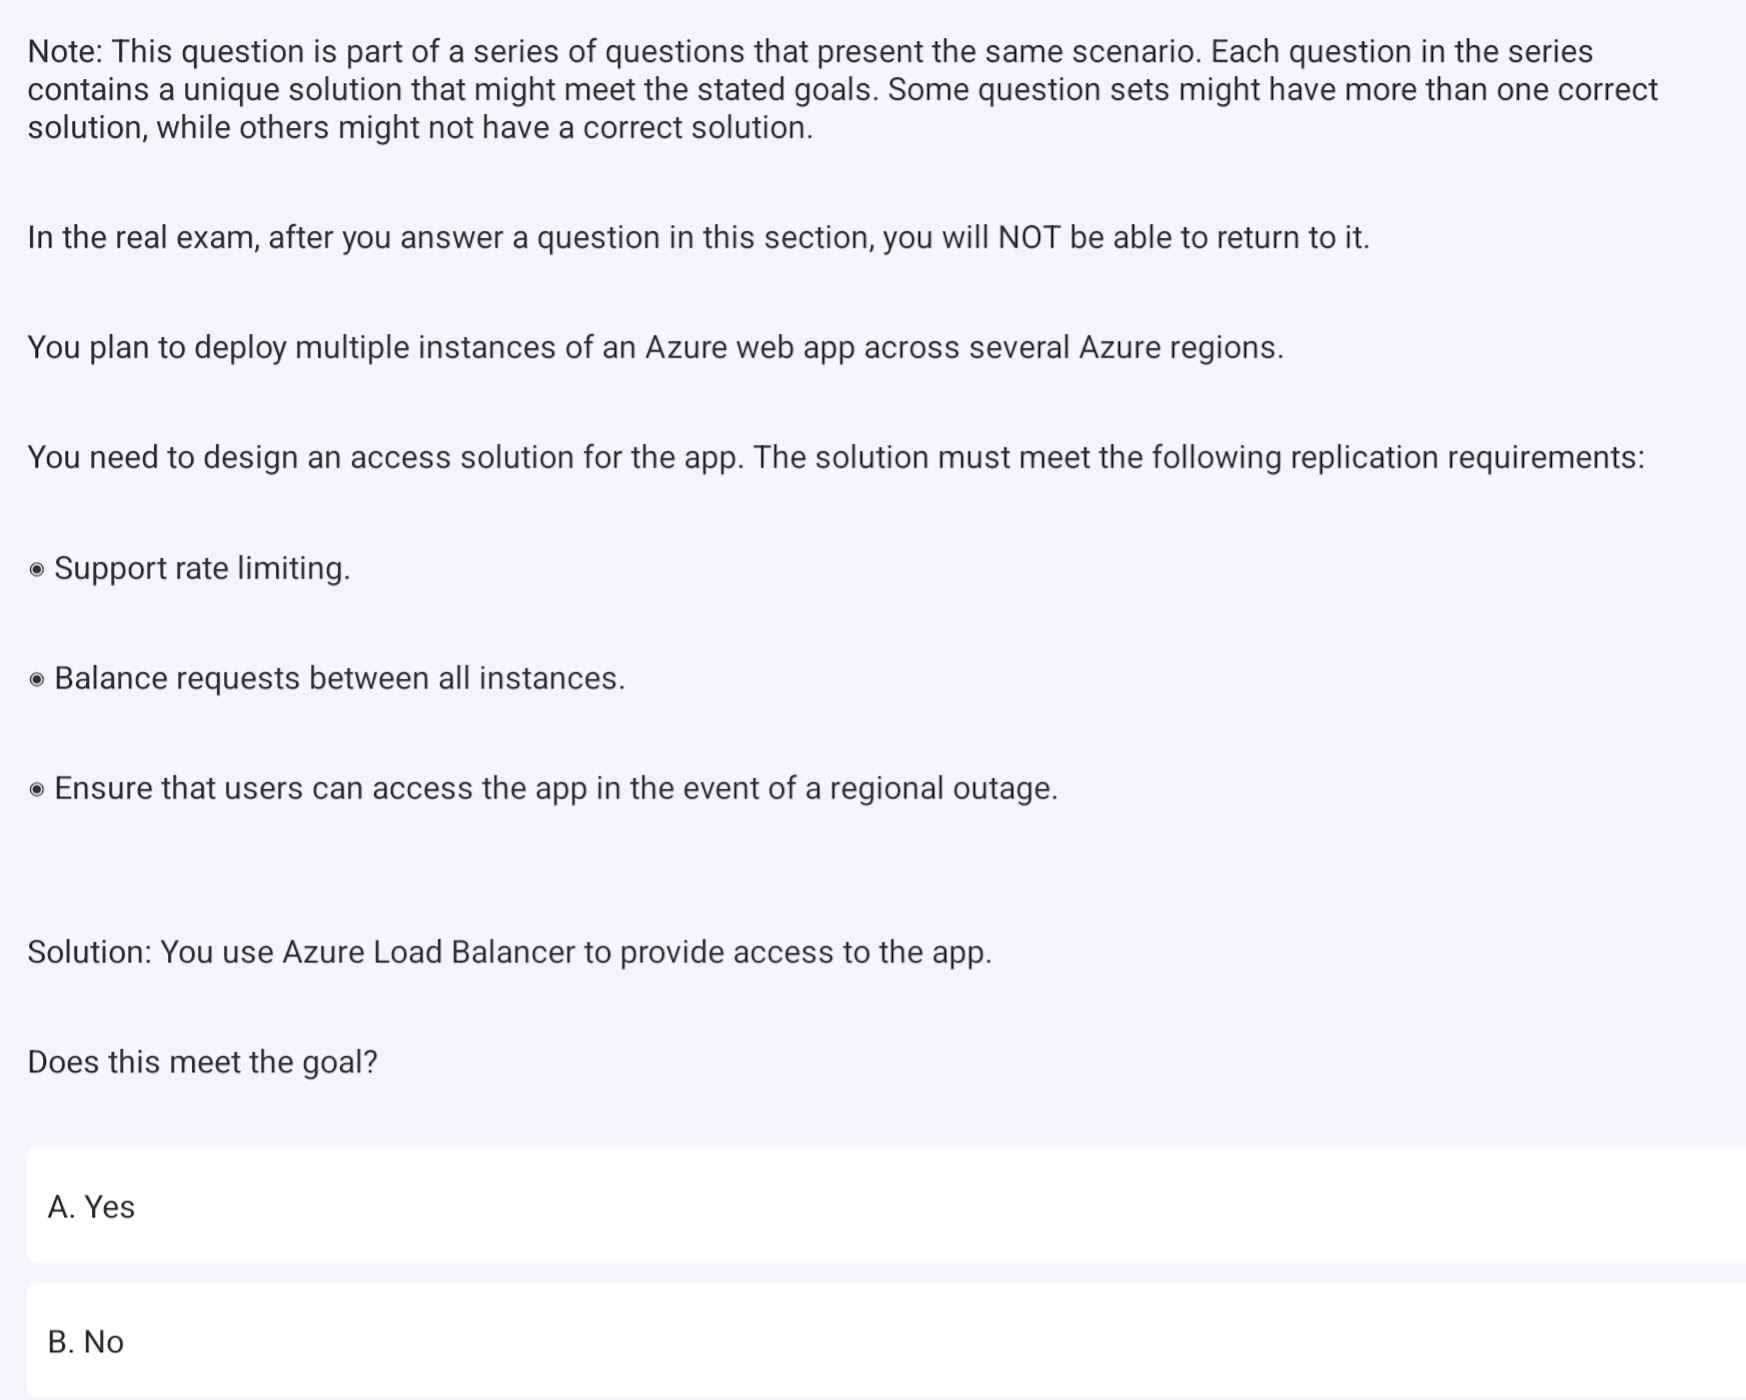 Note: This question is part of a series of questions that present the same scenario. Each question in the series
contains a unique solution that might meet the stated goals. Some question sets might have more than one correct
solution, while others might not have a correct solution.
In the real exam, after you answer a question in this section, you will NOT be able to return to it.
You plan to deploy multiple instances of an Azure web app across several Azure regions.
You need to design an access solution for the app. The solution must meet the following replication requirements:
◉ Support rate limiting.
◉ Balance requests between all instances.
◉ Ensure that users can access the app in the event of a regional outage.
Solution: You use Azure Load Balancer to provide access to the app.
Does this meet the goal?
A. Yes
B. No